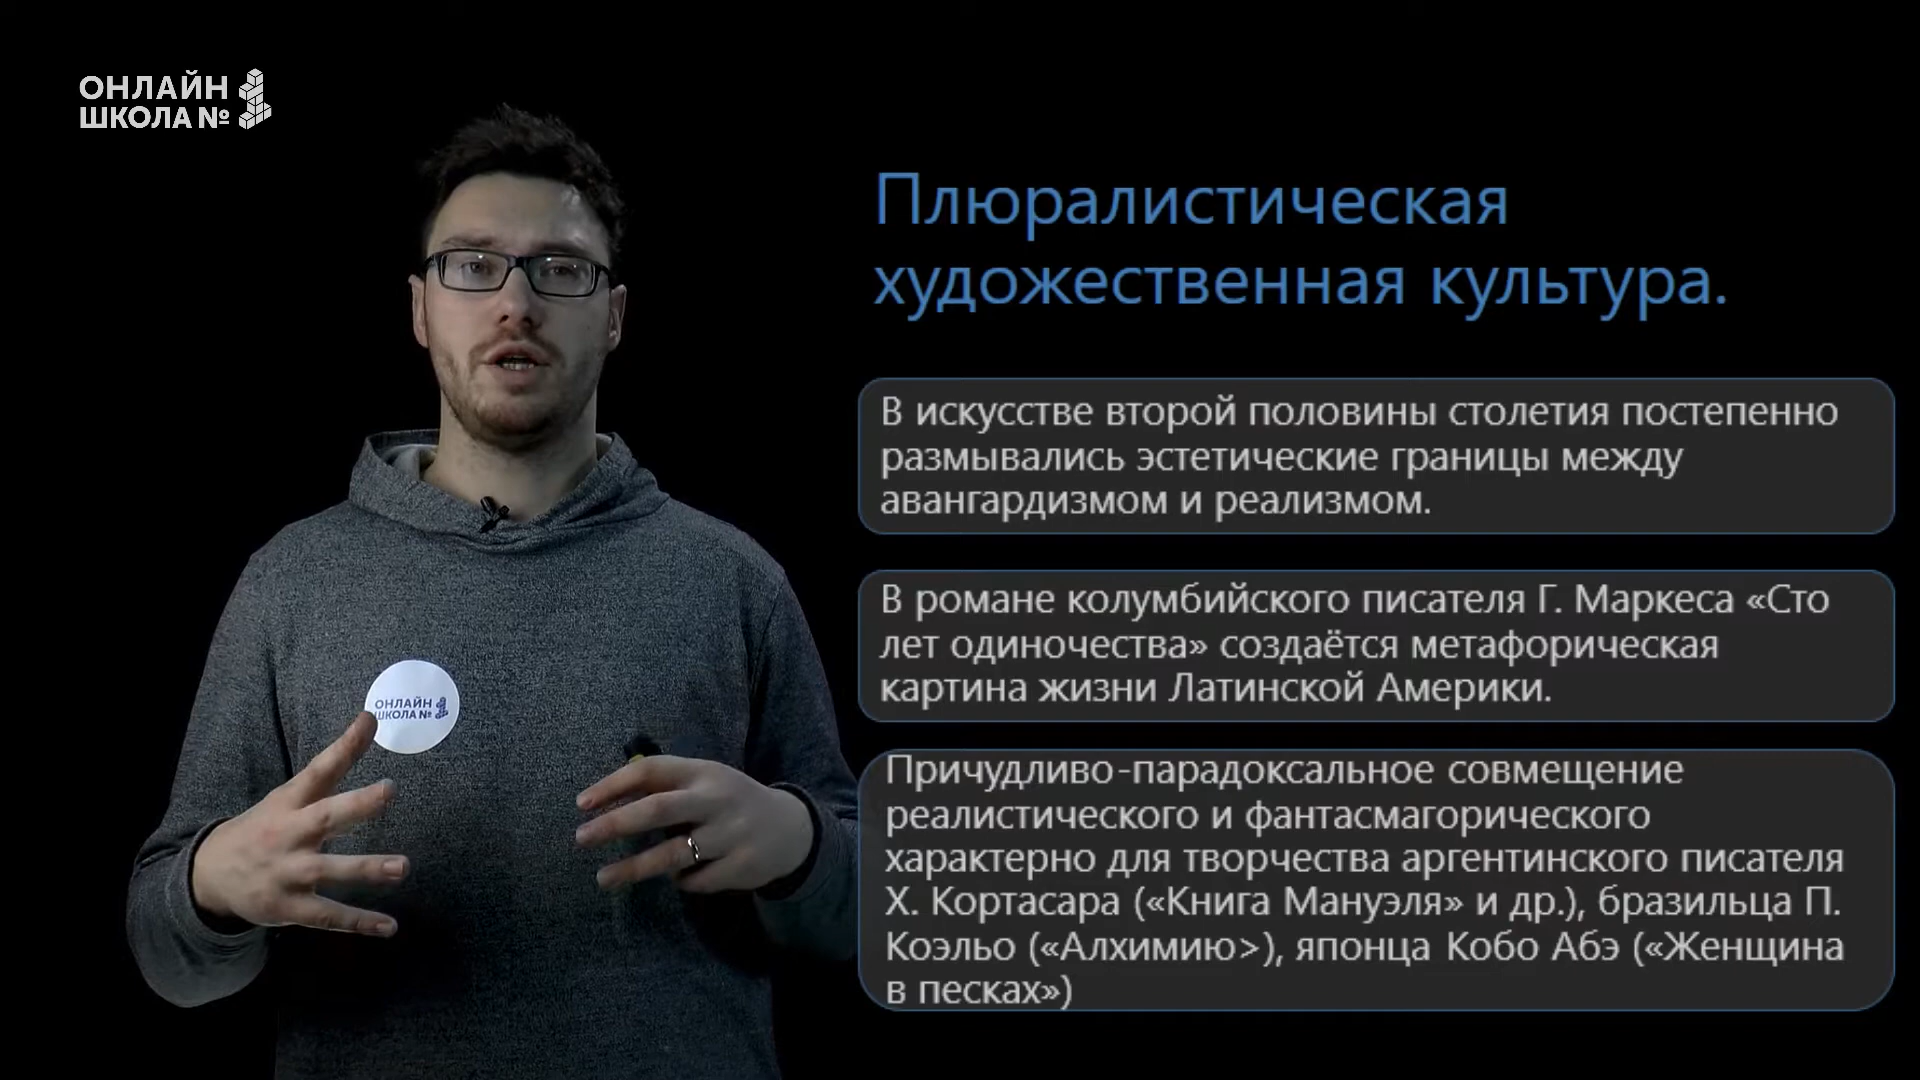 ОНЛАЙН
ШКОЛА №
Плюралистическая
художественная культура.
В искусстве второй половины столетия постепенно
размывались эстетические границы между
авангардизмом и реализмом.
В романе колумбийского писателя Г. Маркеса «Сто
лет одиночества» создаётся метафорическая
картина жизни Латинской Америки.
Причудливо-парадоксальное совмещение
реалистического и фантасмагорического
характерно для творчества аргентинского писателя
Х. Кортасара («Книга Мануэля» и др.), бразильца П.
Коэльо («Алхимию>), японца Кобо Абэ («Женщина
в песках»)
ОНЛАЙН
ШКОЛА №